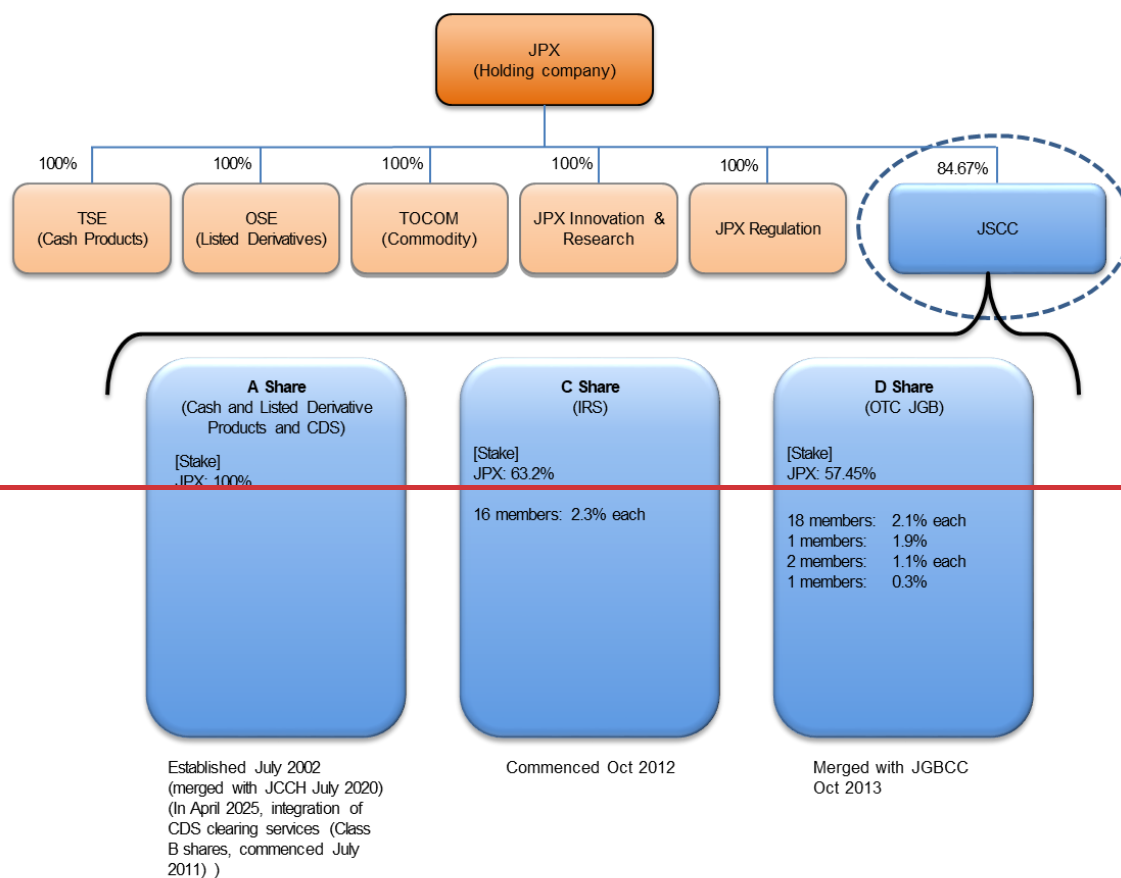 JPX
(Holding company)
100%
100%
100%
100%
100%
84.67%
TSE
(Cash Products)
OSE
(Listed Derivatives)
TOCOM
(Commodity)
JPX Innovation &
Research
JPX Regulation
JSCC
A Share
(Cash and Listed Derivative
Products and CDS)
[Stake]
JPX: 100%
C Share
(IRS)
[Stake]
JPX: 63.2%
16 members: 2.3% each
D Share
(OTC JGB)
[Stake]
JPX: 57.45%
18 members: 2.1% each
1 members: 1.9%
2 members: 1.1% each
1 members: 0.3%
Established July 2002
(merged with JCCH July 2020)
(In April 2025, integration of
CDS clearing services (Class
B shares, commenced July
2011) )
Commenced Oct 2012
Merged with JGBCC
Oct 2013